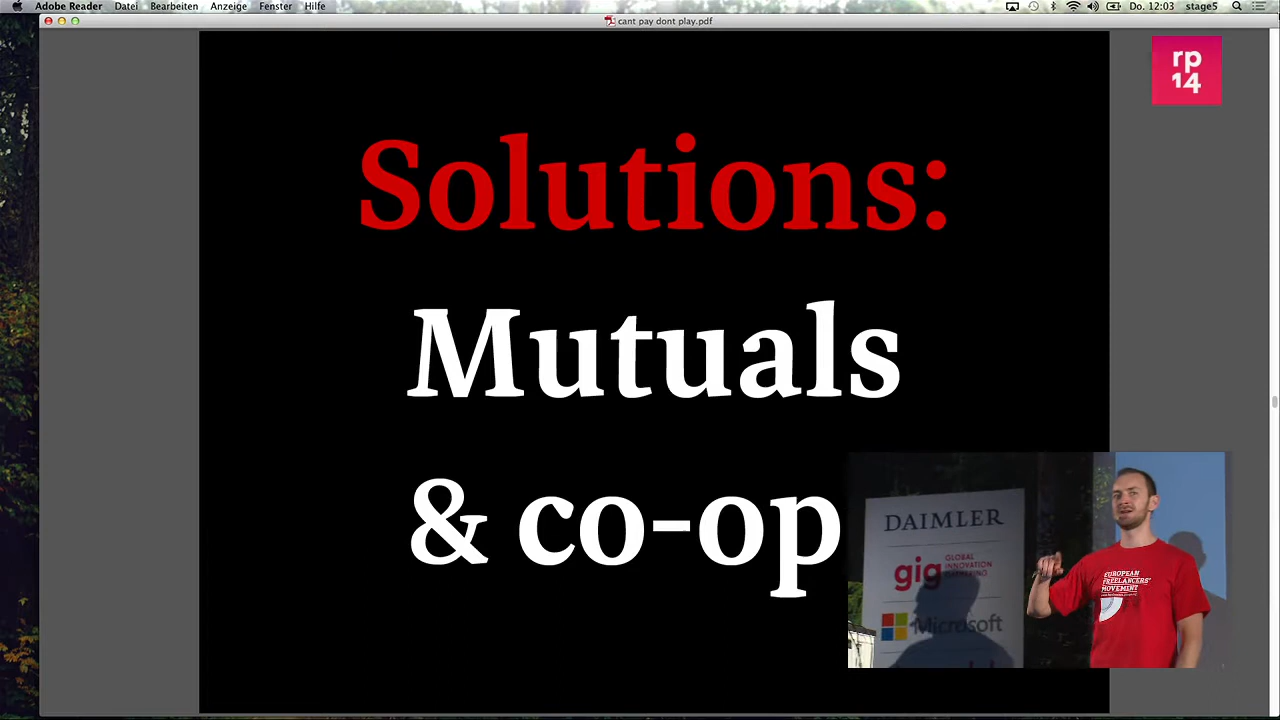 Adobe Reader Datei Bearbeiten Anzeige Fenster Hilfe Do. 12:03 stage5
cant pay dont play.pdf
rp
14
Solutions:
Mutuals
& co-op
DAIMLER
gig GLOBAL
INNOVATION
GATHERING
Microsoft
EUROPEAN
FREELANCERS'
MOVEMENT